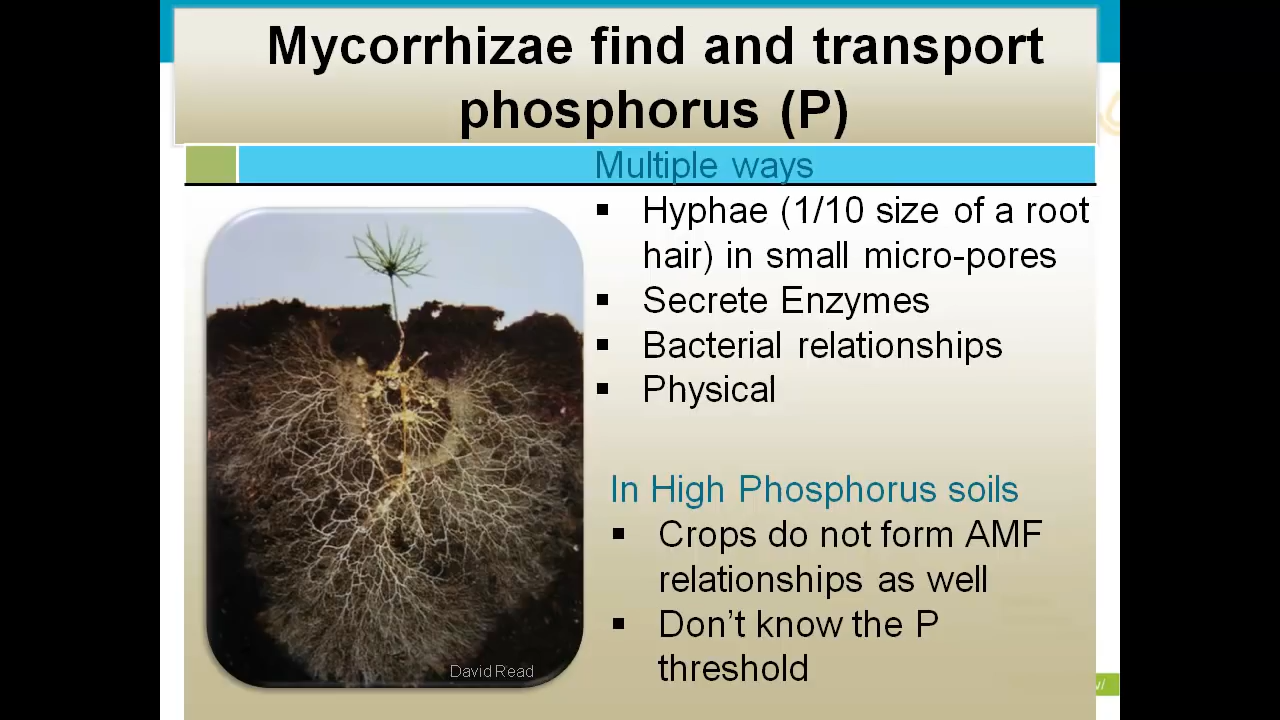 Mycorrhizae find and transport
phosphorus (P)
Multiple ways
▪ Hyphae (1/10 size of a root
hair) in small micro-pores
▪ Secrete Enzymes
▪ Bacterial relationships
▪ Physical
In High Phosphorus soils
▪ Crops do not form AMF
relationships as well
▪ Don't know the P
threshold
David Read